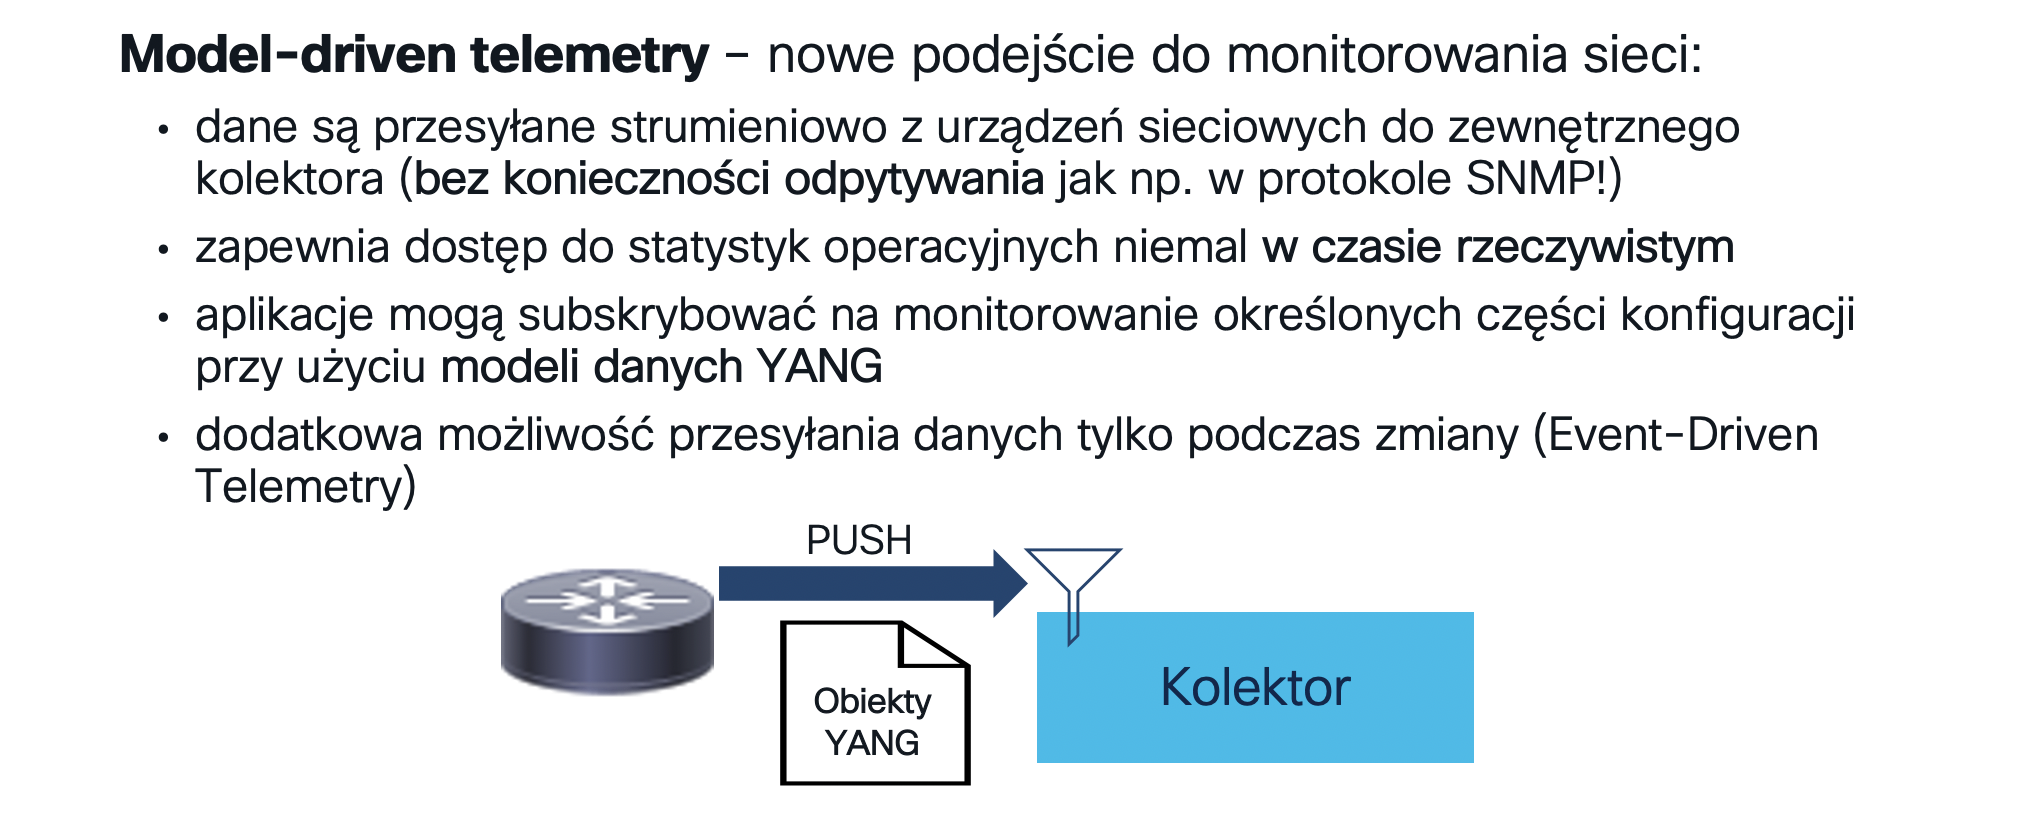 Model-driven telemetry – nowe podejście do monitorowania sieci:
• dane są przesyłane strumieniowo z urządzeń sieciowych do zewnętrznego
kolektora (bez konieczności odpytywania jak np. w protokole SNMP!)
• zapewnia dostęp do statystyk operacyjnych niemal w czasie rzeczywistym
• aplikacje mogą subskrybować na monitorowanie określonych części konfiguracji
przy użyciu modeli danych YANG
• dodatkowa możliwość przesyłania danych tylko podczas zmiany (Event-Driven
Telemetry)
PUSH
Obiekty
YANG
Kolektor